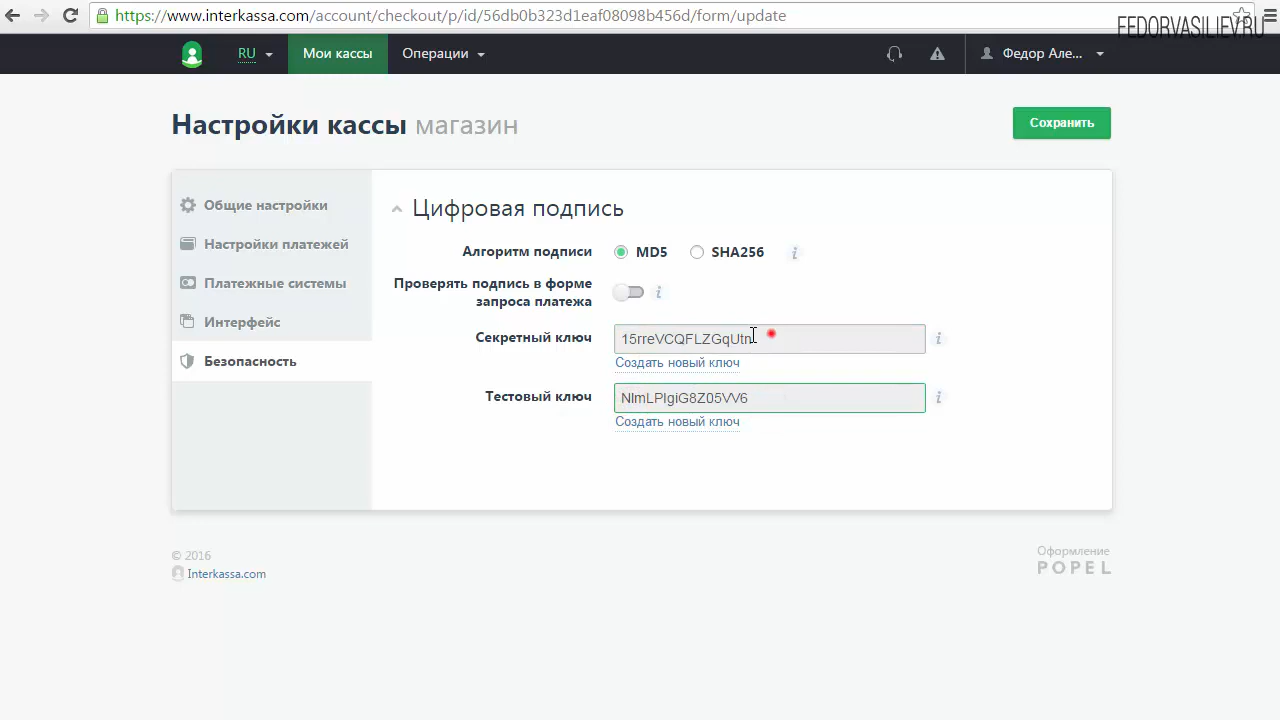 https://www.interkassa.com/account/checkout/p/id/56db0b323d1eaf08098b456d/form/update
FEDORVASILIEV.RU
RU
Мои кассы
Операции
Федор Але...
Настройки кассы магазин
Сохранить
Общие настройки
Настройки платежей
Платежные системы
Интерфейс
Безопасность
Цифровая подпись
Алгоритм подписи
MD5
SHA256
Проверять подпись в форме
запроса платежа
Секретный ключ
Создать новый ключ
Тестовый ключ
Создать новый ключ
© 2016
Interkassa.com
Оформление
POPEL